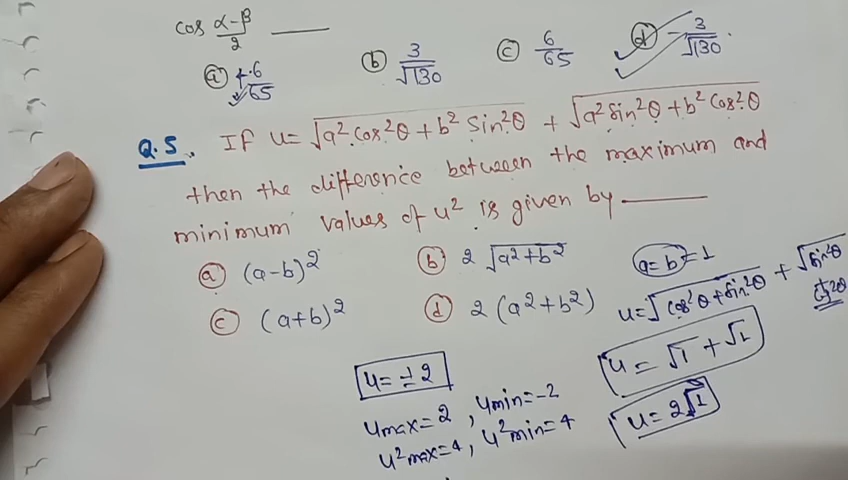 cos α-β/2 ____
ⓐ +6/65 ⓑ 3/√130 ⓒ 6/65 ⓓ -3/√130.
Q.5. If u= √a² cos²θ + b² Sin²θ + √a² Sin²θ + b² Cos²θ
then the difference between the maximum and
minimum values of u² is given by ____
ⓐ (a-b)² ⓑ 2 √a²+b²
ⓒ (a+b)² ⓓ 2 (a²+b²)
a=b=1
u=√cos²θ+sin²θ + √sin²θ
u = √1 + √1
u = 2√1
u= ±2
umax=2, umin=-2
u²max=4, u²min=4